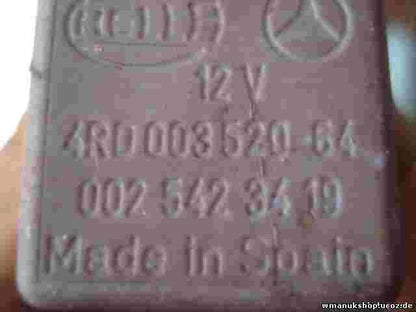 HELLA
12 V
4RD 003 520-64
002 542 34 19
Made in Spain
wmanukshop.ucoz.de